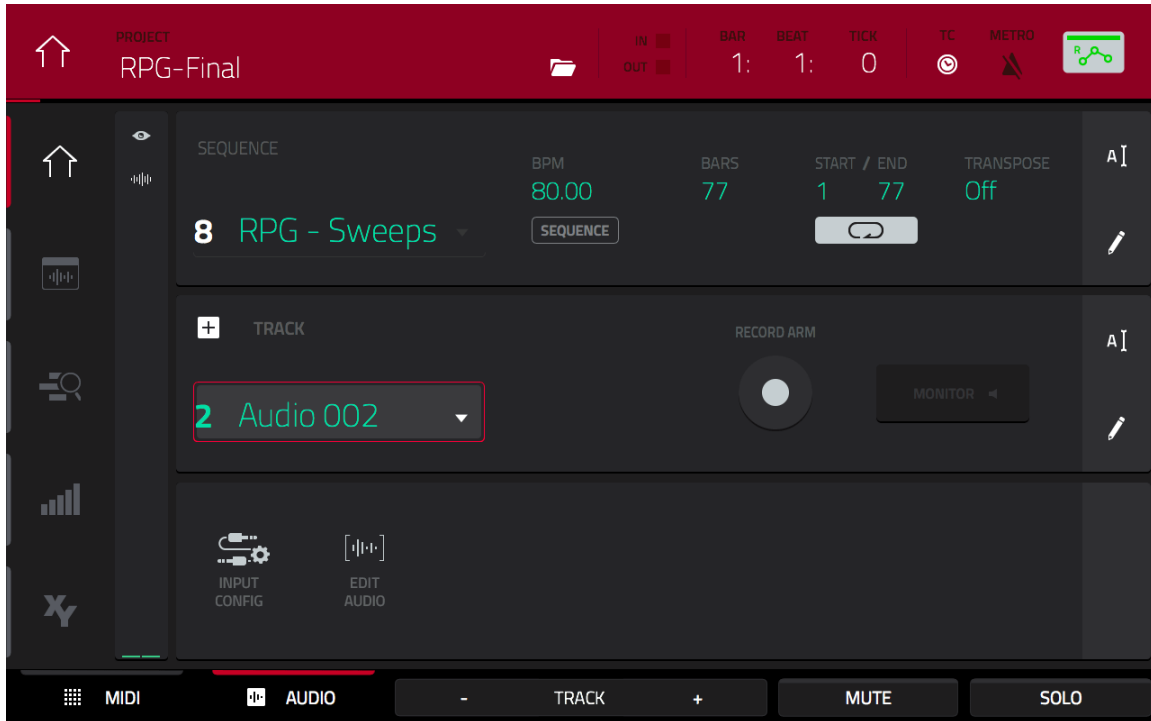 PROJECT
RPG-Final
IN
OUT
BAR BEAT TICK
1: 1: 0
TC METRO
R
SEQUENCE
8 RPG - Sweeps
BPM
80.00
SEQUENCE
BARS
77
START / END
1 77
TRANSPOSE
Off
A
TRACK
2 Audio 002
RECORD ARM
MONITOR
A
INPUT
CONFIG
EDIT
AUDIO
XY
MIDI AUDIO - TRACK + MUTE SOLO